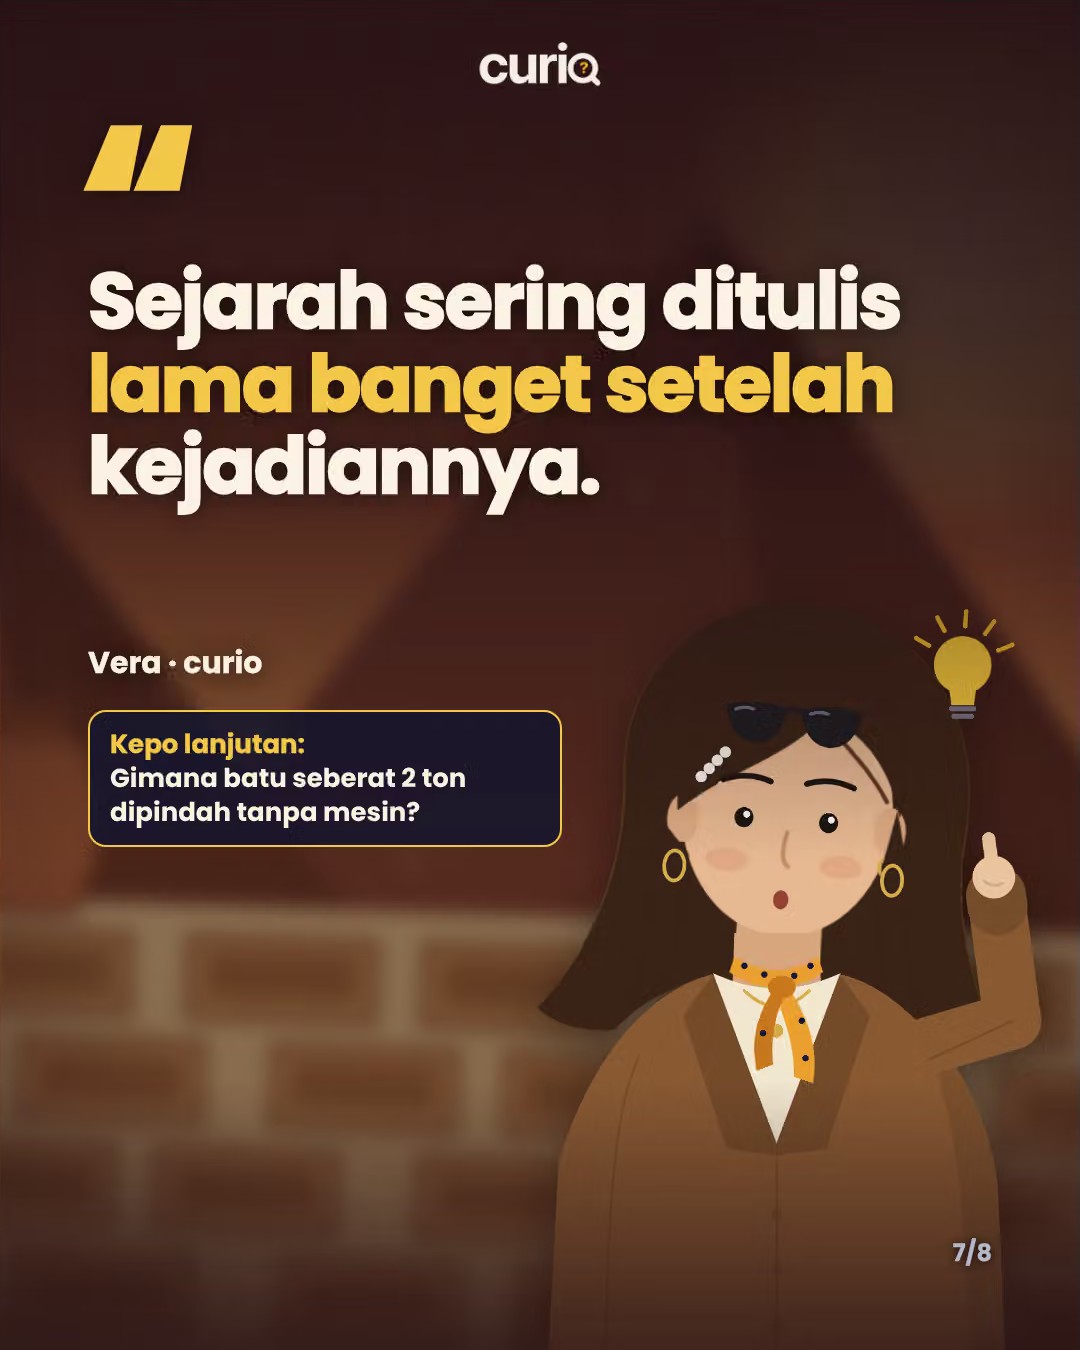 curio
?
“
Sejarah sering ditulis
lama banget setelah
kejadiannya.
Vera · curio
Kepo lanjutan:
Gimana batu seberat 2 ton
dipindah tanpa mesin?
7/8